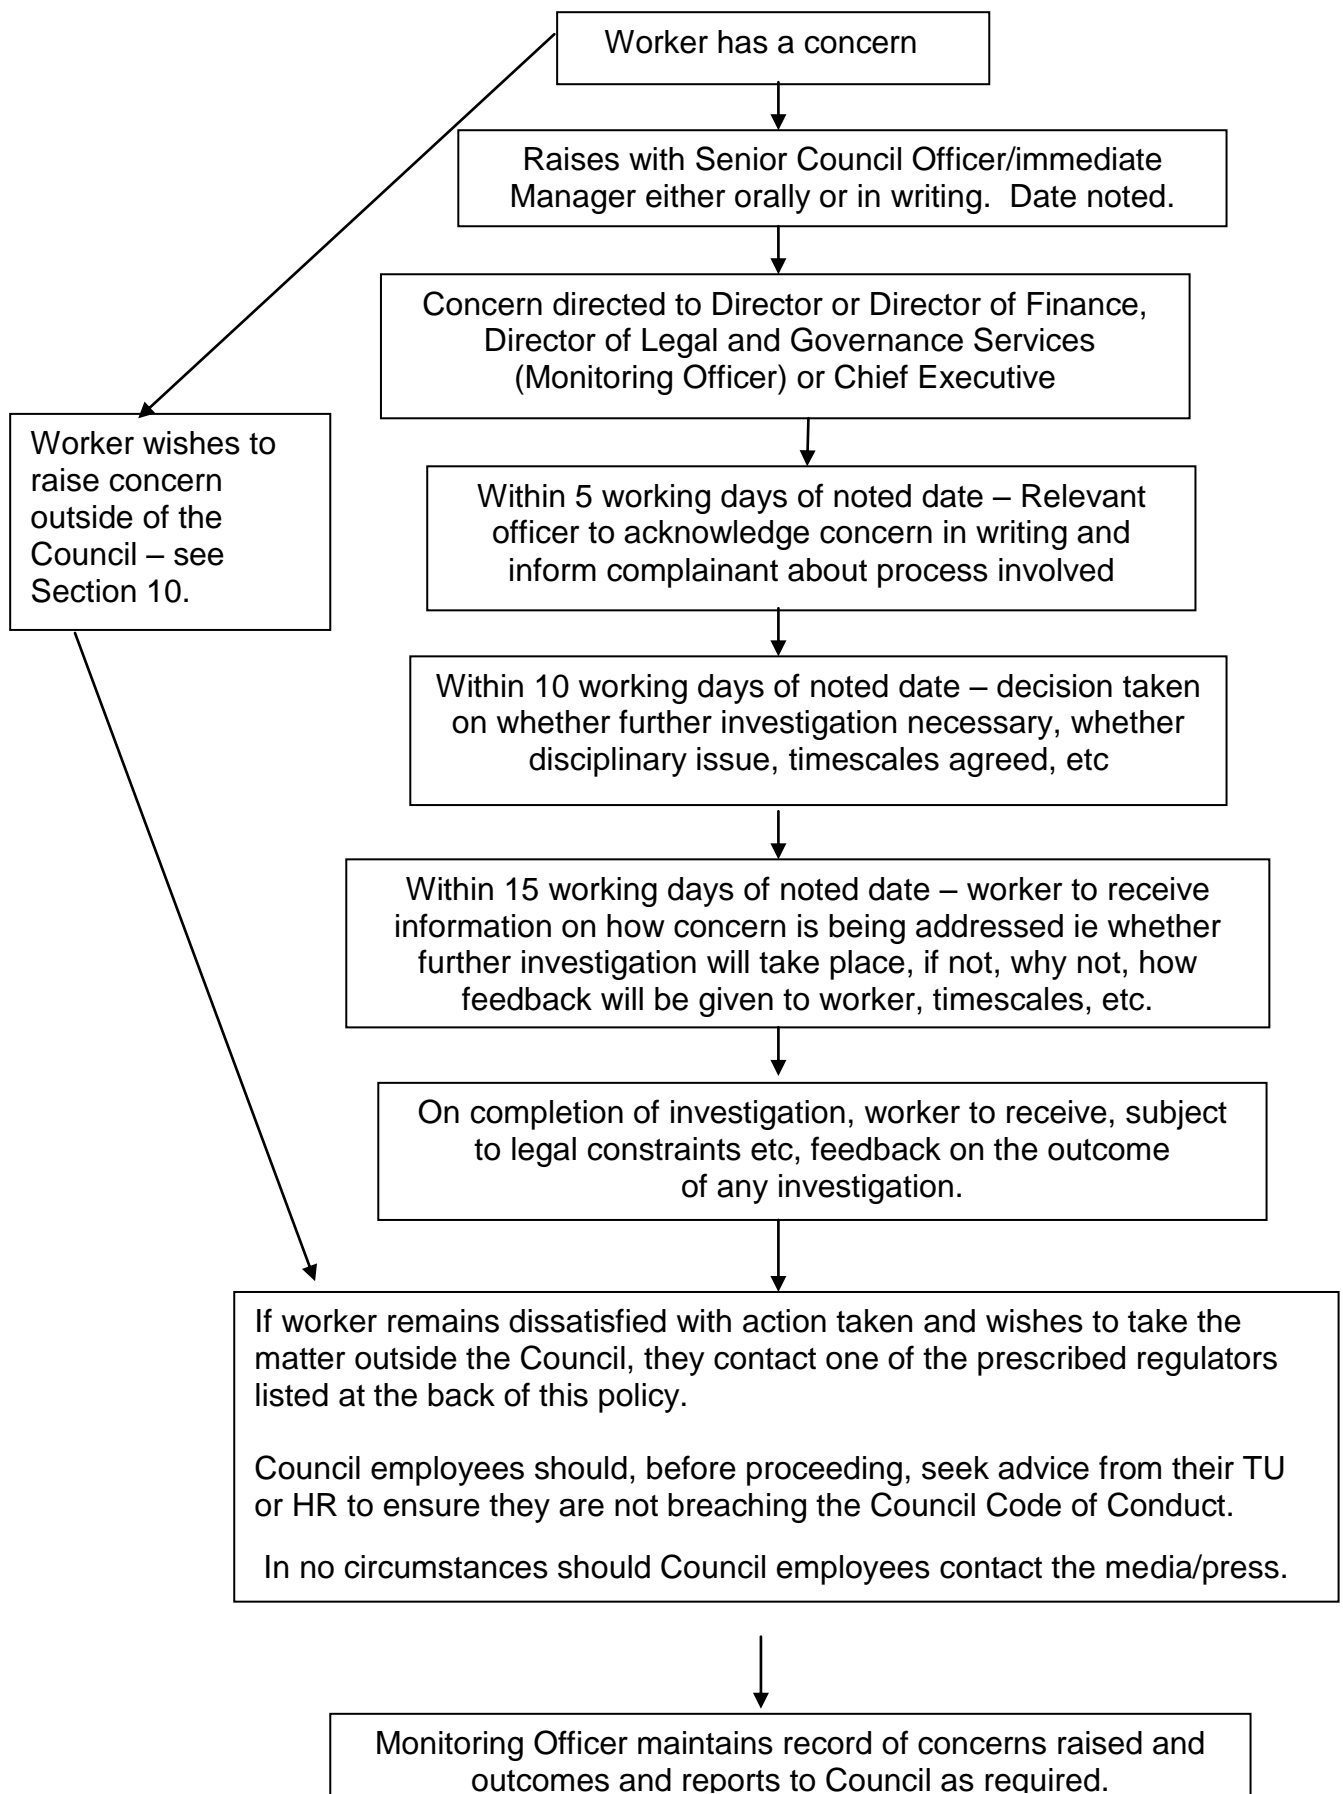 Worker has a concern
Raises with Senior Council Officer/immediate
Manager either orally or in writing.  Date noted.
Concern directed to Director or Director of Finance,
Director of Legal and Governance Services
(Monitoring Officer) or Chief Executive
Worker wishes to
raise concern
outside of the
Council – see
Section 10.
Within 5 working days of noted date – Relevant
officer to acknowledge concern in writing and
inform complainant about process involved
Within 10 working days of noted date – decision taken
on whether further investigation necessary, whether
disciplinary issue, timescales agreed, etc
Within 15 working days of noted date – worker to receive
information on how concern is being addressed ie whether
further investigation will take place, if not, why not, how
feedback will be given to worker, timescales, etc.
On completion of investigation, worker to receive, subject
to legal constraints etc, feedback on the outcome
of any investigation.
If worker remains dissatisfied with action taken and wishes to take the
matter outside the Council, they contact one of the prescribed regulators
listed at the back of this policy.
Council employees should, before proceeding, seek advice from their TU
or HR to ensure they are not breaching the Council Code of Conduct.
In no circumstances should Council employees contact the media/press.
Monitoring Officer maintains record of concerns raised and
outcomes and reports to Council as required.